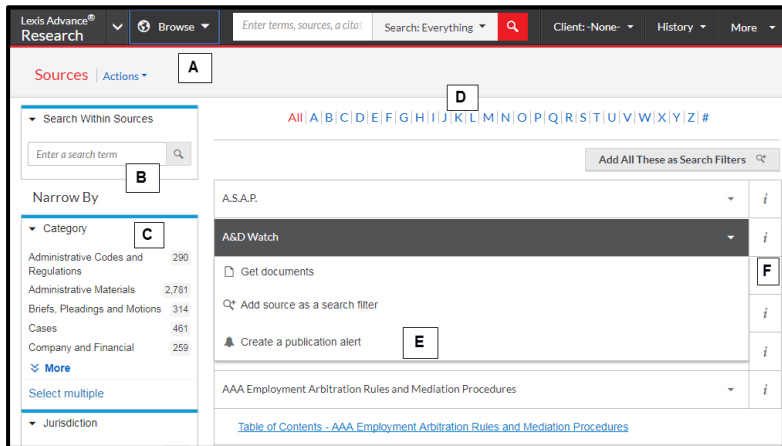 Lexis Advance®
Research
Browse
Enter terms, sources, a citat
Search: Everything
Client: -None-
History
More
A
Sources
Actions
D
All A B C D E F G H I J K L M N O P Q R S T U V W X Y Z #
Search Within Sources
Enter a search term
B
Add All These as Search Filters
Narrow By
A.S.A.P.
i
C
Category
A&D Watch
i
Administrative Codes and 290
Regulations
Administrative Materials 2,781
Briefs, Pleadings and Motions 314
Cases 461
Company and Financial 259
More
Select multiple
Jurisdiction
Get documents
F
Add source as a search filter
i
Create a publication alert
E
i
AAA Employment Arbitration Rules and Mediation Procedures
i
Table of Contents - AAA Employment Arbitration Rules and Mediation Procedures